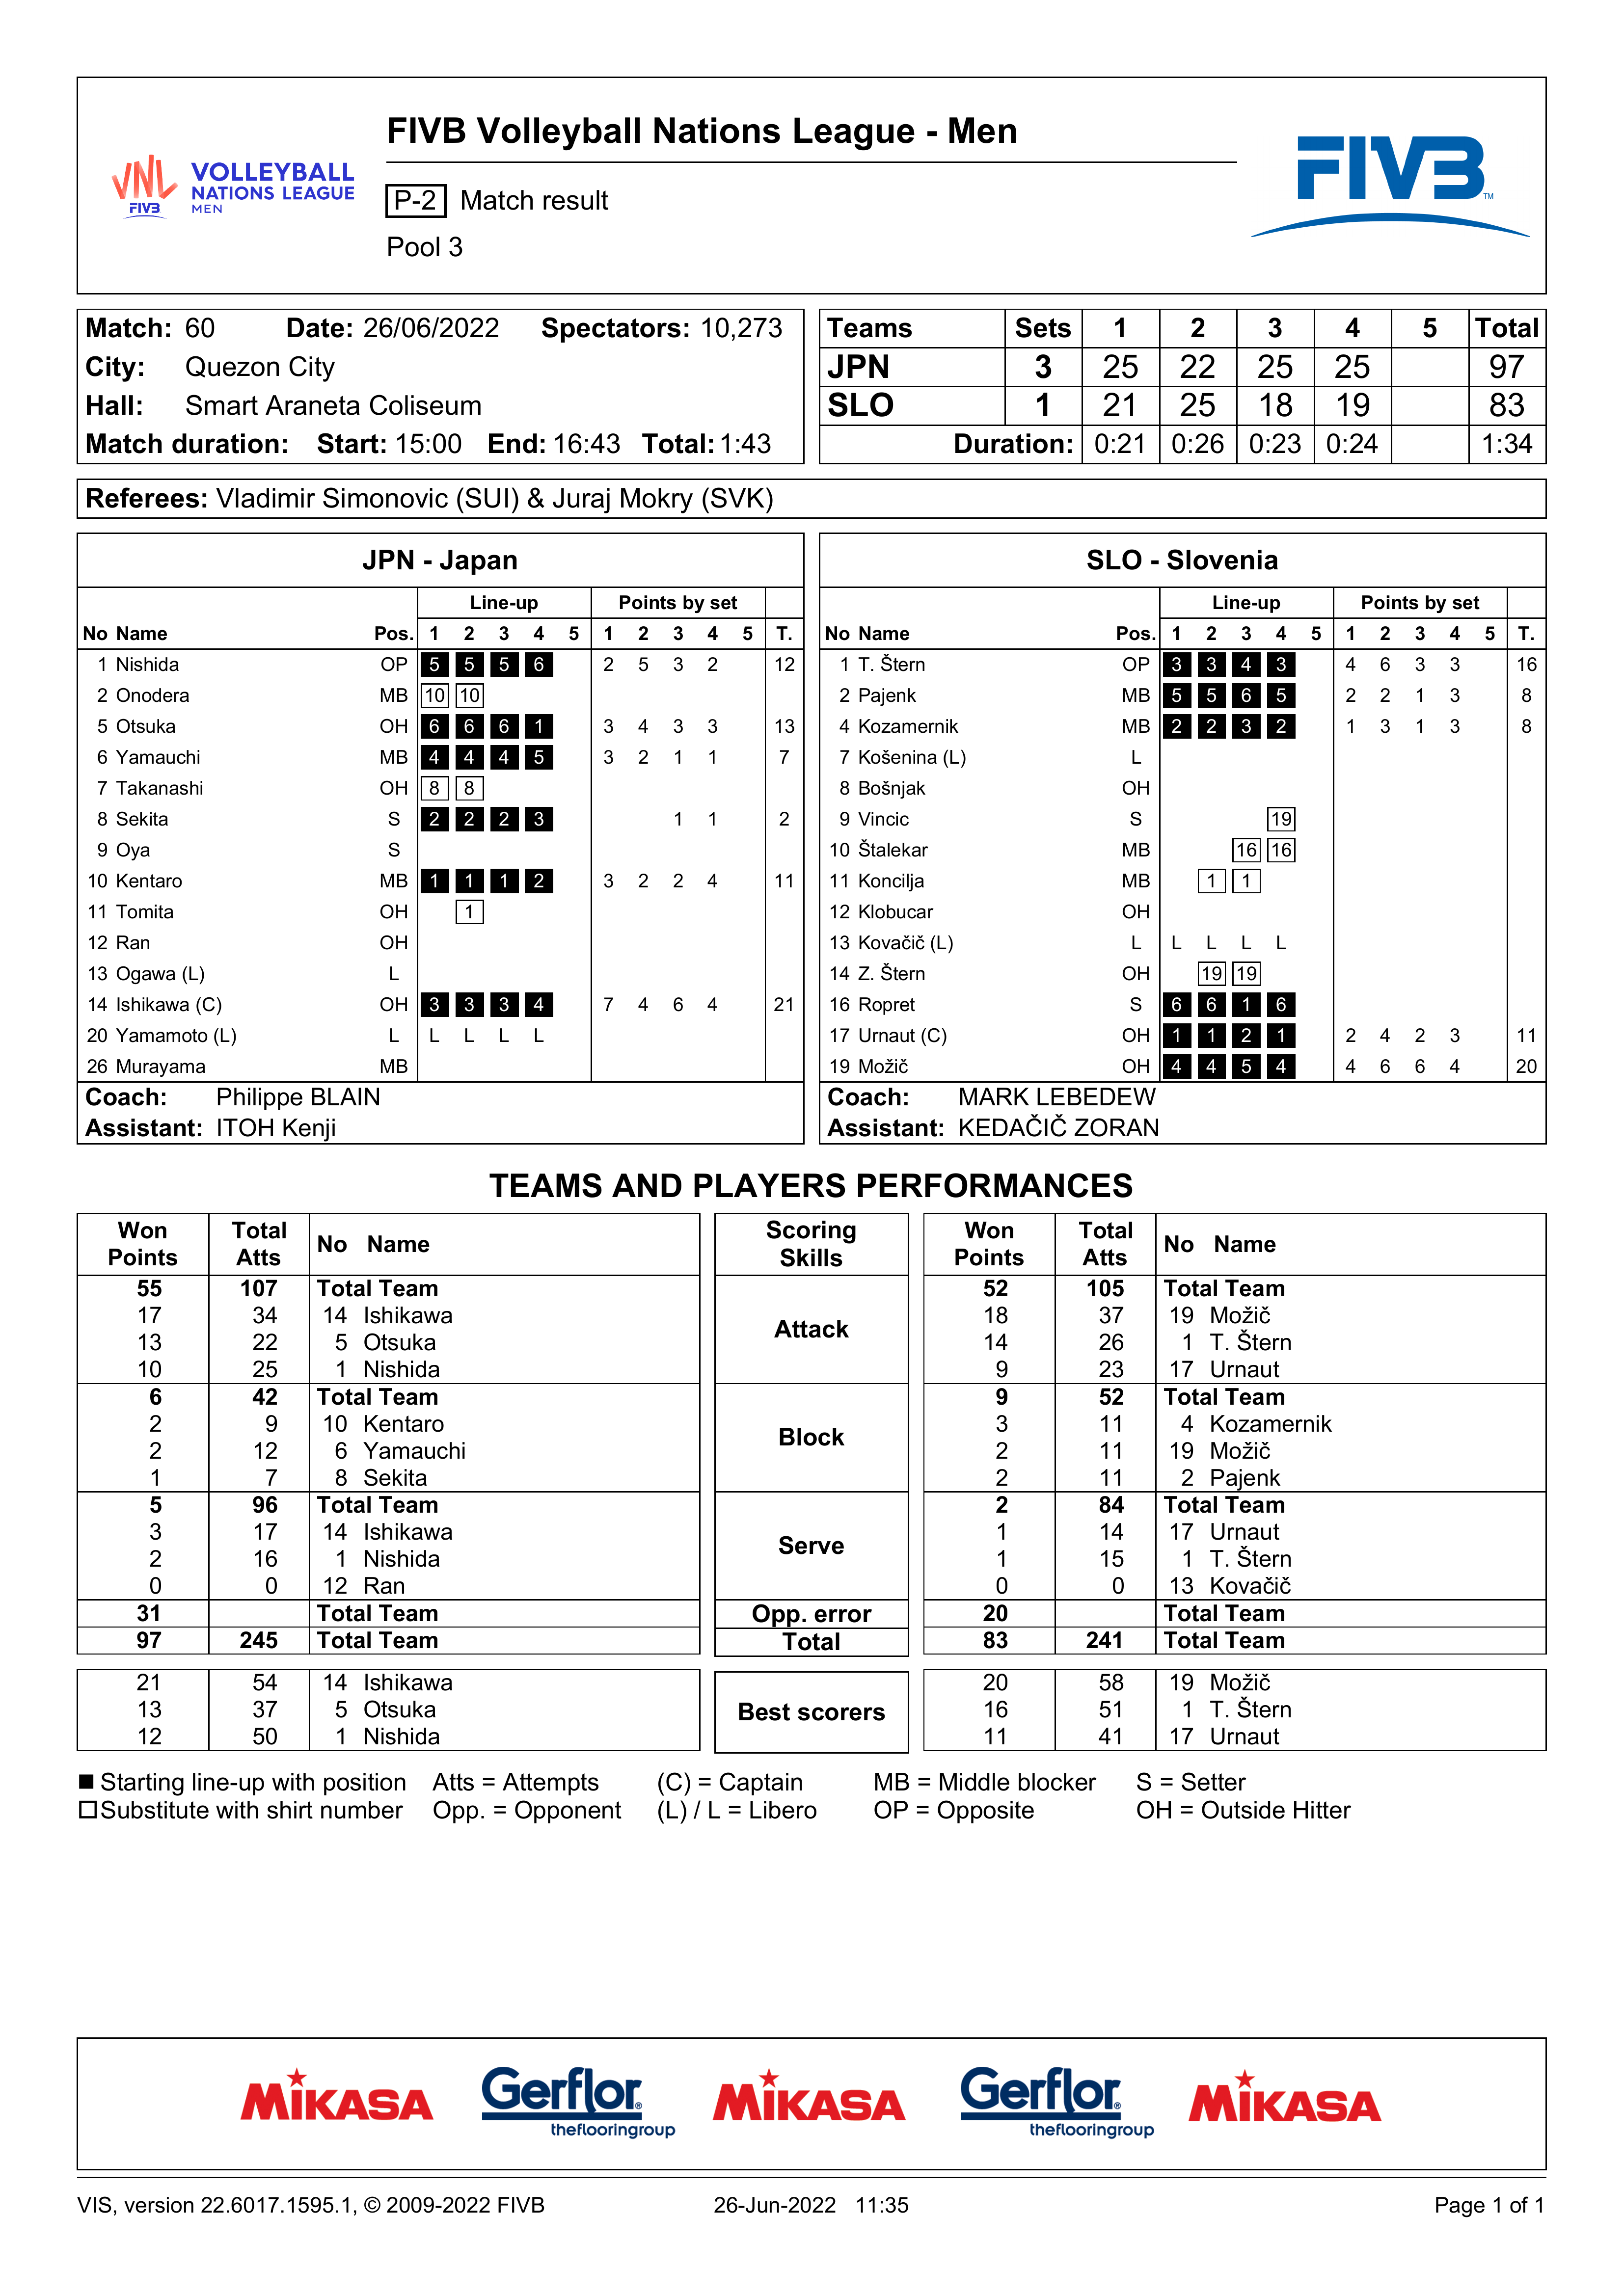 FIVB Volleyball Nations League - Men
VNL FIVB VOLLEYBALL NATIONS LEAGUE MEN
P-2 Match result
Pool 3
FIVB TM
Match: 60 Date: 26/06/2022 Spectators: 10,273
City: Quezon City
Hall: Smart Araneta Coliseum
Match duration: Start: 15:00 End: 16:43 Total: 1:43
Teams Sets 1 2 3 4 5 Total
JPN 3 25 22 25 25 97
SLO 1 21 25 18 19 83
Duration: 0:21 0:26 0:23 0:24 1:34
Referees: Vladimir Simonovic (SUI) & Juraj Mokry (SVK)
JPN - Japan
Line-up Points by set
No Name Pos. 1 2 3 4 5 1 2 3 4 5 T.
1 Nishida OP 5 5 5 6 2 5 3 2 12
2 Onodera MB 10 10
5 Otsuka OH 6 6 6 1 3 4 3 3 13
6 Yamauchi MB 4 4 4 5 3 2 1 1 7
7 Takanashi OH 8 8
8 Sekita S 2 2 2 3 1 1 2
9 Oya S
10 Kentaro MB 1 1 1 2 3 2 2 4 11
11 Tomita OH 1
12 Ran OH
13 Ogawa (L) L
14 Ishikawa (C) OH 3 3 3 4 7 4 6 4 21
20 Yamamoto (L) L L L L L
26 Murayama MB
Coach: Philippe BLAIN
Assistant: ITOH Kenji
SLO - Slovenia
Line-up Points by set
No Name Pos. 1 2 3 4 5 1 2 3 4 5 T.
1 T. Štern OP 3 3 4 3 4 6 3 3 16
2 Pajenk MB 5 5 6 5 2 2 1 3 8
4 Kozamernik MB 2 2 3 2 1 3 1 3 8
7 Košenina (L) L
8 Bošnjak OH
9 Vincic S 19
10 Štalekar MB 16 16
11 Koncilja MB 1 1
12 Klobucar OH
13 Kovačič (L) L L L L L
14 Z. Štern OH 19 19
16 Ropret S 6 6 1 6
17 Urnaut (C) OH 1 1 2 1 2 4 2 3 11
19 Možič OH 4 4 5 4 4 6 6 4 20
Coach: MARK LEBEDEW
Assistant: KEDAČIČ ZORAN
TEAMS AND PLAYERS PERFORMANCES
Won Points Total Atts No Name Scoring Skills Won Points Total Atts No Name
Attack
55 107 Total Team 52 105 Total Team
17 34 14 Ishikawa 18 37 19 Možič
13 22 5 Otsuka 14 26 1 T. Štern
10 25 1 Nishida 9 23 17 Urnaut
Block
6 42 Total Team 9 52 Total Team
2 9 10 Kentaro 3 11 4 Kozamernik
2 12 6 Yamauchi 2 11 19 Možič
1 7 8 Sekita 2 11 2 Pajenk
Serve
5 96 Total Team 2 84 Total Team
3 17 14 Ishikawa 1 14 17 Urnaut
2 16 1 Nishida 1 15 1 T. Štern
0 0 12 Ran 0 0 13 Kovačič
31 Total Team Opp. error 20 Total Team
97 245 Total Team Total 83 241 Total Team
Best scorers
21 54 14 Ishikawa 20 58 19 Možič
13 37 5 Otsuka 16 51 1 T. Štern
12 50 1 Nishida 11 41 17 Urnaut
Starting line-up with position Atts = Attempts (C) = Captain MB = Middle blocker S = Setter
Substitute with shirt number Opp. = Opponent (L) / L = Libero OP = Opposite OH = Outside Hitter
MIKASA Gerflor® theflooringgroup MIKASA Gerflor® theflooringgroup MIKASA
VIS, version 22.6017.1595.1, © 2009-2022 FIVB 26-Jun-2022 11:35 Page 1 of 1